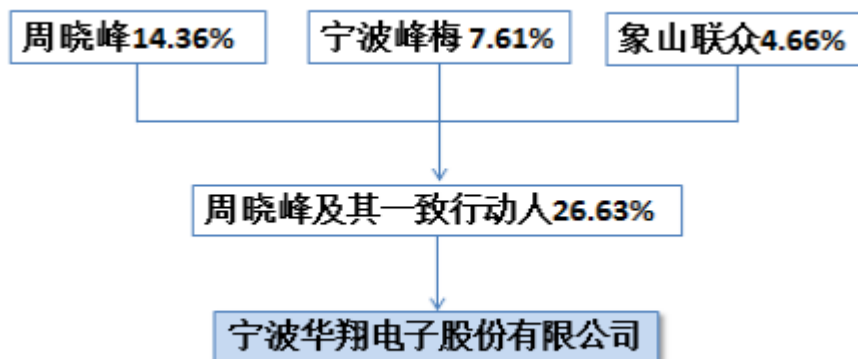 周晓峰14.36%
宁波峰梅 7.61%
象山联众4.66%
周晓峰及其一致行动人26.63%
宁波华翔电子股份有限公司